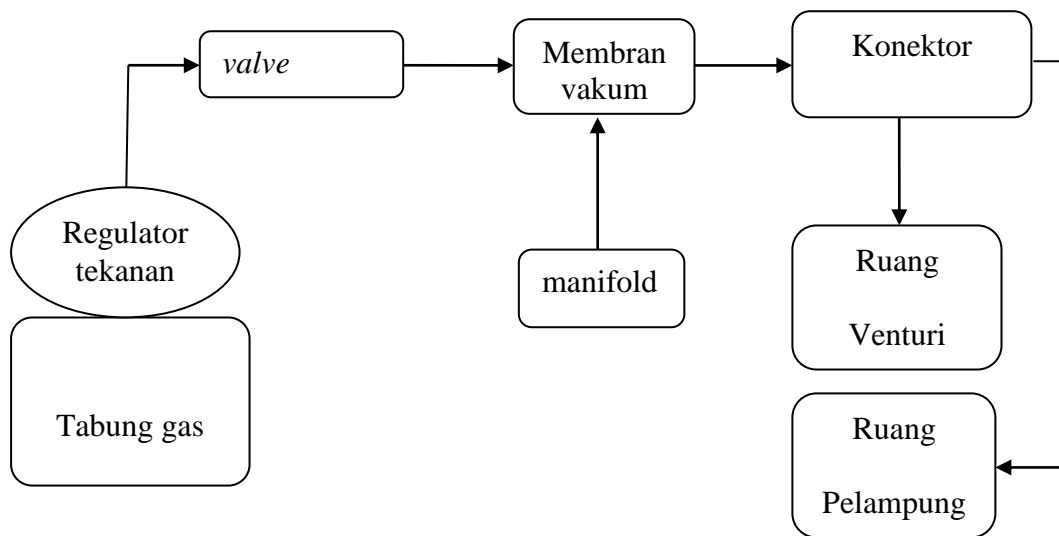 valve
Membran
vakum
Konektor
Regulator
tekanan
manifold
Ruang
Venturi
Tabung gas
Ruang
Pelampung